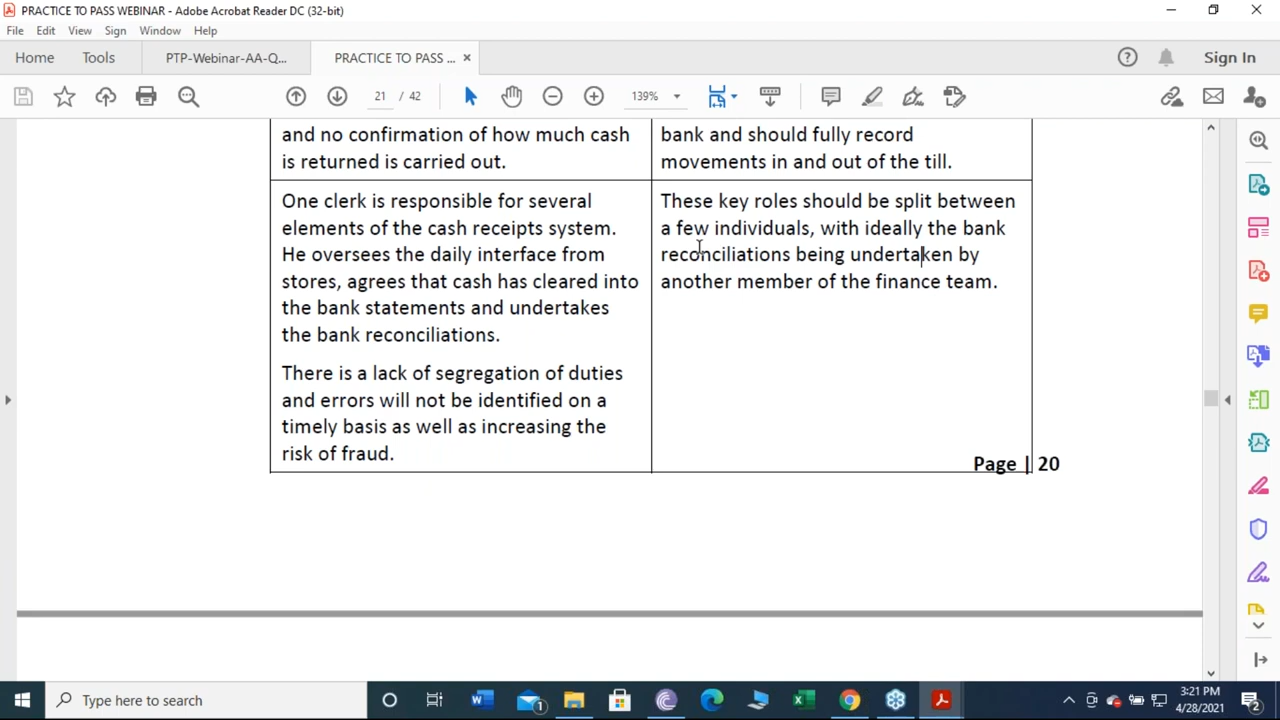 PRACTICE TO PASS WEBINAR - Adobe Acrobat Reader DC (32-bit)
File Edit View Sign Window Help
Home Tools PTP-Webinar-AA-Q... PRACTICE TO PASS ... × Sign In
21 / 42 139%
and no confirmation of how much cash
is returned is carried out.
bank and should fully record
movements in and out of the till.
One clerk is responsible for several
elements of the cash receipts system.
He oversees the daily interface from
stores, agrees that cash has cleared into
the bank statements and undertakes
the bank reconciliations.
There is a lack of segregation of duties
and errors will not be identified on a
timely basis as well as increasing the
risk of fraud.
These key roles should be split between
a few individuals, with ideally the bank
reconciliations being undertaken by
another member of the finance team.
Page | 20
Type here to search
1
3:21 PM
4/28/2021
2